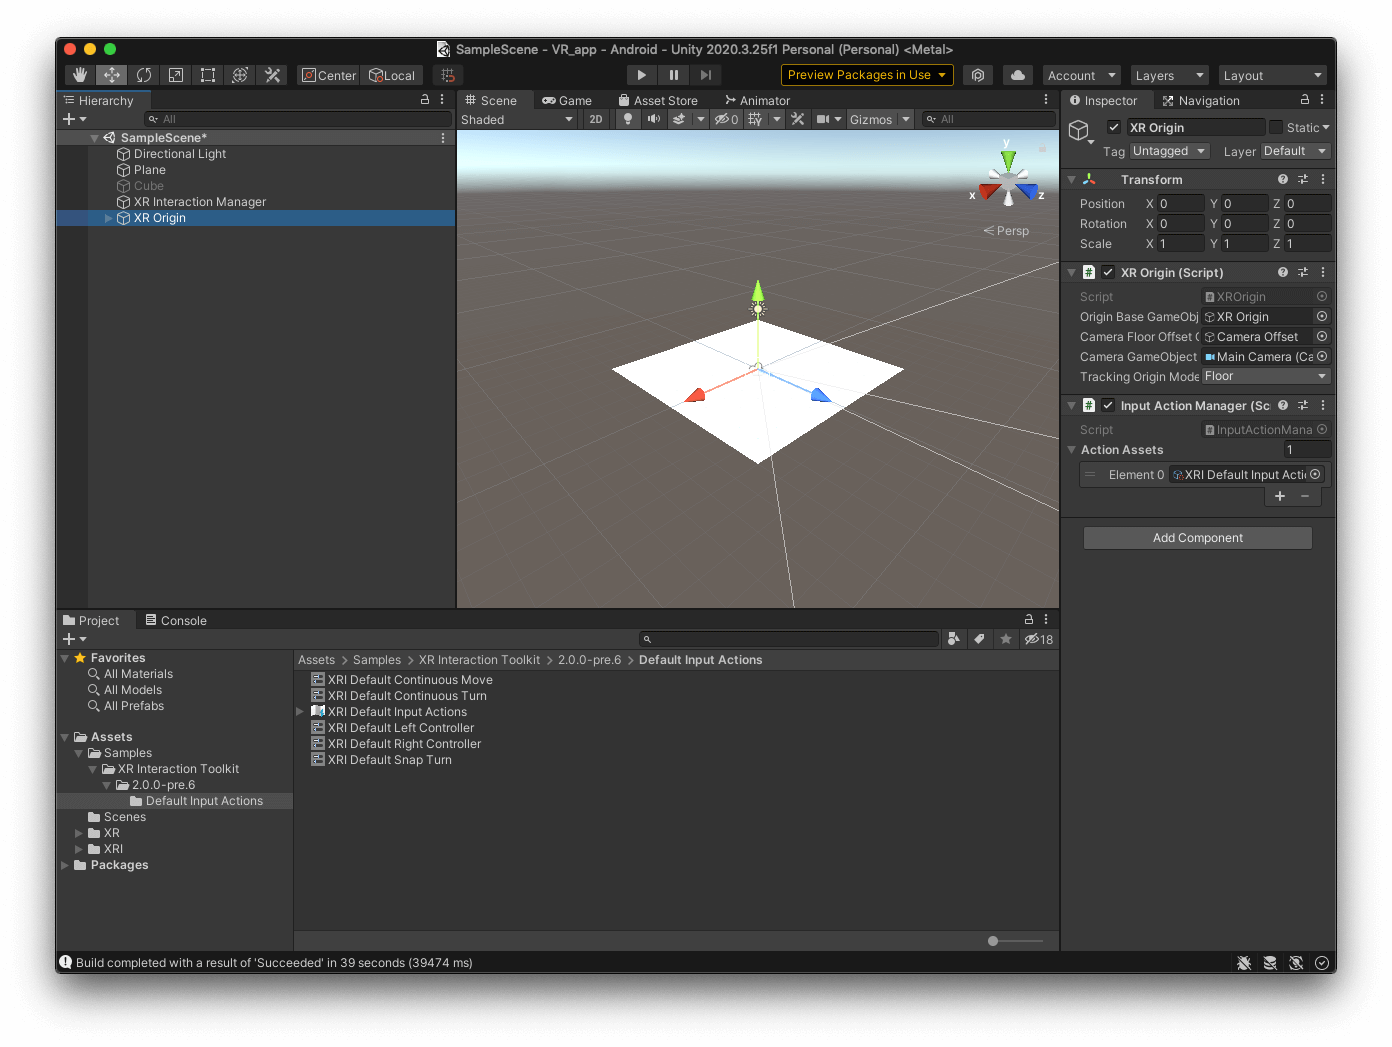 SampleScene - VR_app - Android - Unity 2020.3.25f1 Personal (Personal) <Metal>
Center Local Preview Packages in Use Account Layers Layout
Hierarchy
All
SampleScene*
Directional Light
Plane
Cube
XR Interaction Manager
XR Origin
Scene Game Asset Store Animator
Shaded 2D 0 Gizmos All
y
x z
Persp
Inspector Navigation
XR Origin Static
Tag Untagged Layer Default
Transform
Position X 0 Y 0 Z 0
Rotation X 0 Y 0 Z 0
Scale X 1 Y 1 Z 1
# XR Origin (Script)
Script # XROrigin
Origin Base GameObj XR Origin
Camera Floor Offset Camera Offset
Camera GameObject Main Camera (Ca
Tracking Origin Mode Floor
# Input Action Manager (Sc
Script # InputActionMana
Action Assets 1
Element 0 XRI Default Input Acti
+ −
Add Component
Project Console
18
Favorites
All Materials
All Models
All Prefabs
Assets
Samples
XR Interaction Toolkit
2.0.0-pre.6
Default Input Actions
Scenes
XR
XRI
Packages
Assets > Samples > XR Interaction Toolkit > 2.0.0-pre.6 > Default Input Actions
XRI Default Continuous Move
XRI Default Continuous Turn
XRI Default Input Actions
XRI Default Left Controller
XRI Default Right Controller
XRI Default Snap Turn
Build completed with a result of 'Succeeded' in 39 seconds (39474 ms)